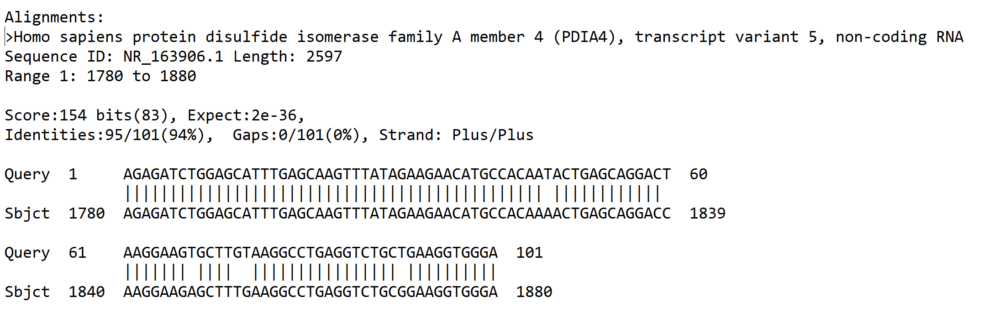 Alignments:
>Homo sapiens protein disulfide isomerase family A member 4 (PDIA4), transcript variant 5, non-coding RNA
Sequence ID: NR_163906.1 Length: 2597
Range 1: 1780 to 1880
Score:154 bits(83), Expect:2e-36,
Identities:95/101(94%),  Gaps:0/101(0%), Strand: Plus/Plus
Query  1     AGAGATCTGGAGCATTTGAGCAAGTTTATAGAAGAACATGCCACAATACTGAGCAGGACT  60
             |||||||||||||||||||||||||||||||||||||||||||||| ||||||||||||
Sbjct  1780  AGAGATCTGGAGCATTTGAGCAAGTTTATAGAAGAACATGCCACAAAACTGAGCAGGACC  1839
Query  61    AAGGAAGTGCTTGTAAGGCCTGAGGTCTGCTGAAGGTGGGA  101
             ||||||| ||||  |||||||||||||||| ||||||||||
Sbjct  1840  AAGGAAGAGCTTTGAAGGCCTGAGGTCTGCGGAAGGTGGGA  1880